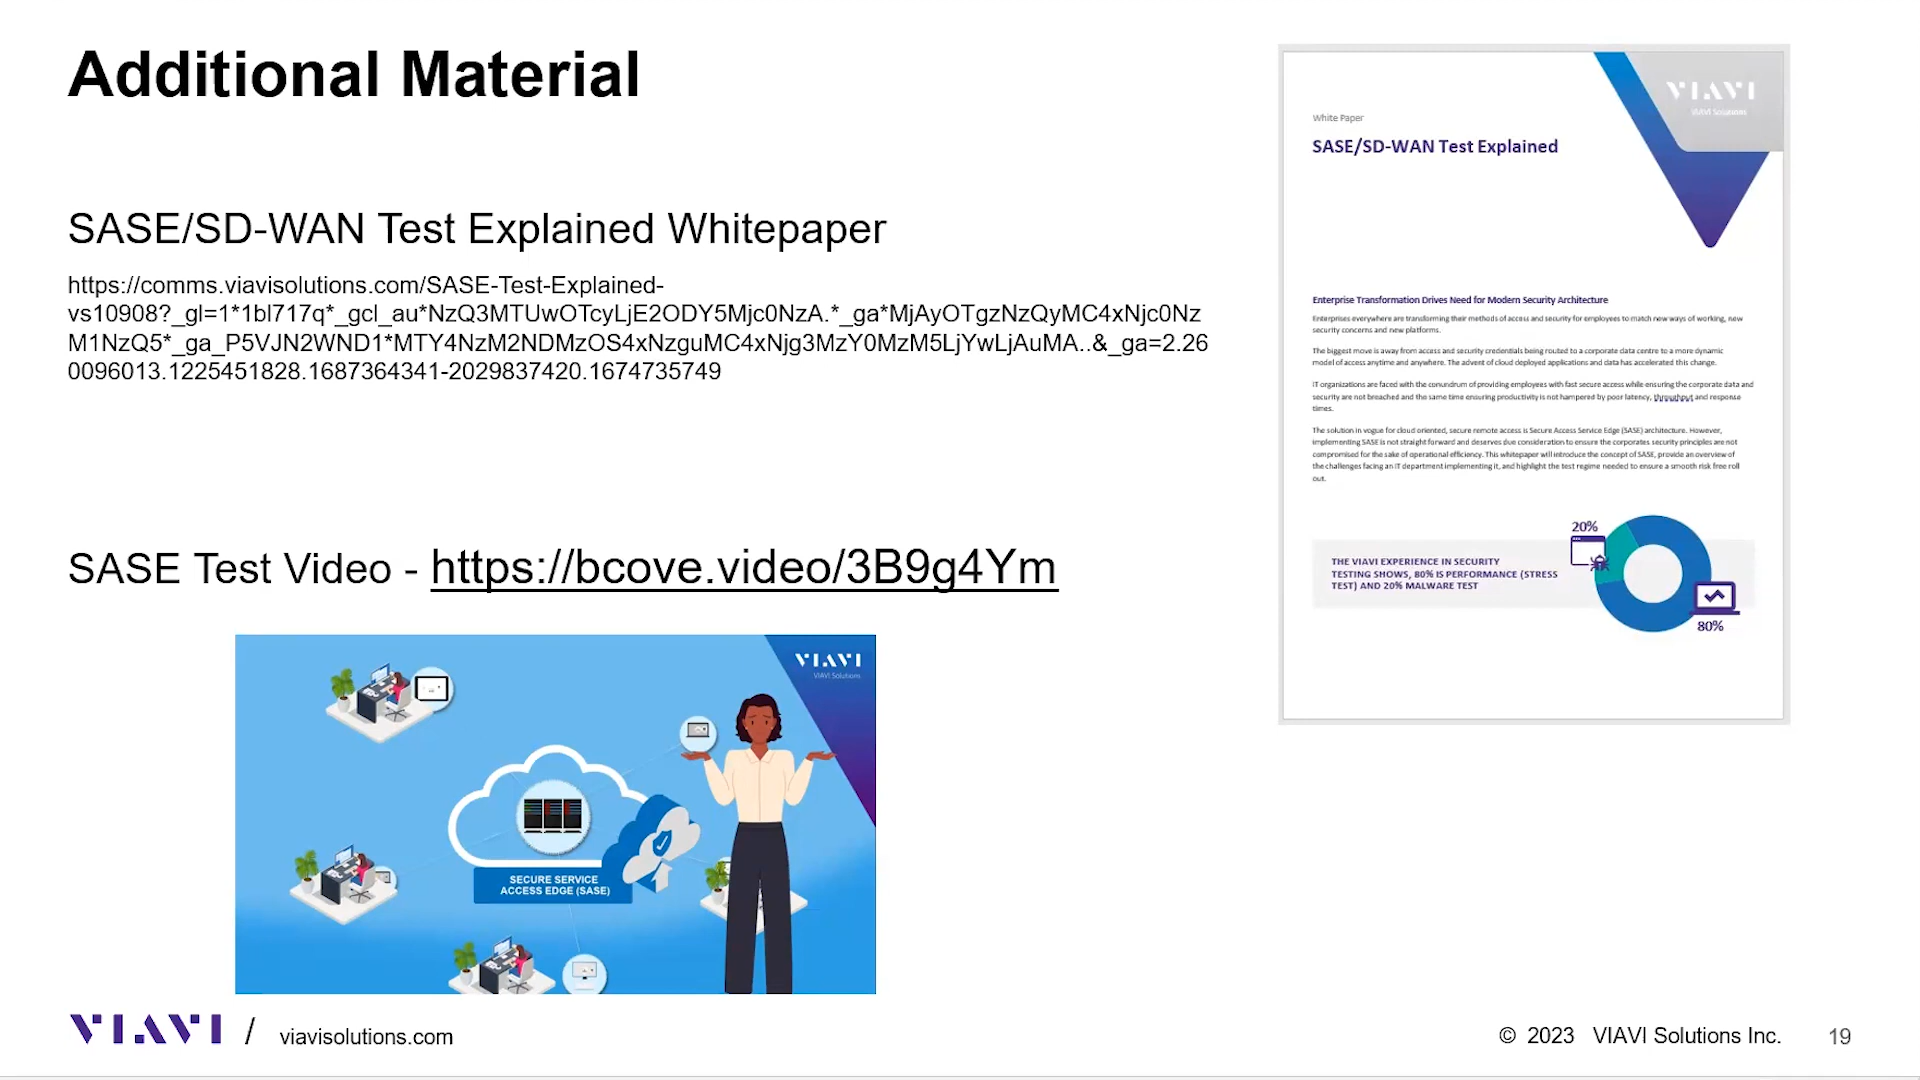 Additional Material
SASE/SD-WAN Test Explained Whitepaper
https://comms.viavisolutions.com/SASE-Test-Explained-
vs10908?_gl=1*1bl717q*_gcl_au*NzQ3MTUwOTcyLjE2ODY5Mjc0NzA.*_ga*MjAyOTgzNzQyMC4xNjc0Nz
M1NzQ5*_ga_P5VJN2WND1*MTY4NzM2NDMzOS4xNzguMC4xNjg3MzY0MzM5LjYwLjAuMA..&_ga=2.26
0096013.1225451828.1687364341-2029837420.1674735749
SASE Test Video - https://bcove.video/3B9g4Ym
VIAVI
VIAVI Solutions
SECURE SERVICE
ACCESS EDGE (SASE)
VIAVI
VIAVI Solutions
White Paper
SASE/SD-WAN Test Explained
Enterprise Transformation Drives Need for Modern Security Architecture
Enterprises everywhere are transforming their methods of access and security for employees to match new ways of working, new
security concerns and new platforms.
The biggest move is away from access and security credentials being routed to a corporate data centre to a more dynamic
model of access anytime and anywhere. The advent of cloud deployed applications and data has accelerated this change.
IT organizations are faced with the conundrum of providing employees with fast secure access while ensuring the corporate data and
security are not breached and the same time ensuring productivity is not hampered by poor latency, throughput and response
times.
The solution in vogue for cloud oriented, secure remote access is Secure Access Service Edge (SASE) architecture. However,
implementing SASE is not straight forward and deserves due consideration to ensure the corporates security principles are not
compromised for the sake of operational efficiency. This whitepaper will introduce the concept of SASE, provide an overview of
the challenges facing an IT department implementing it, and highlight the test regime needed to ensure a smooth risk free roll
out.
20%
THE VIAVI EXPERIENCE IN SECURITY
TESTING SHOWS, 80% IS PERFORMANCE (STRESS
TEST) AND 20% MALWARE TEST
80%
VIAVI / viavisolutions.com
© 2023 VIAVI Solutions Inc. 19